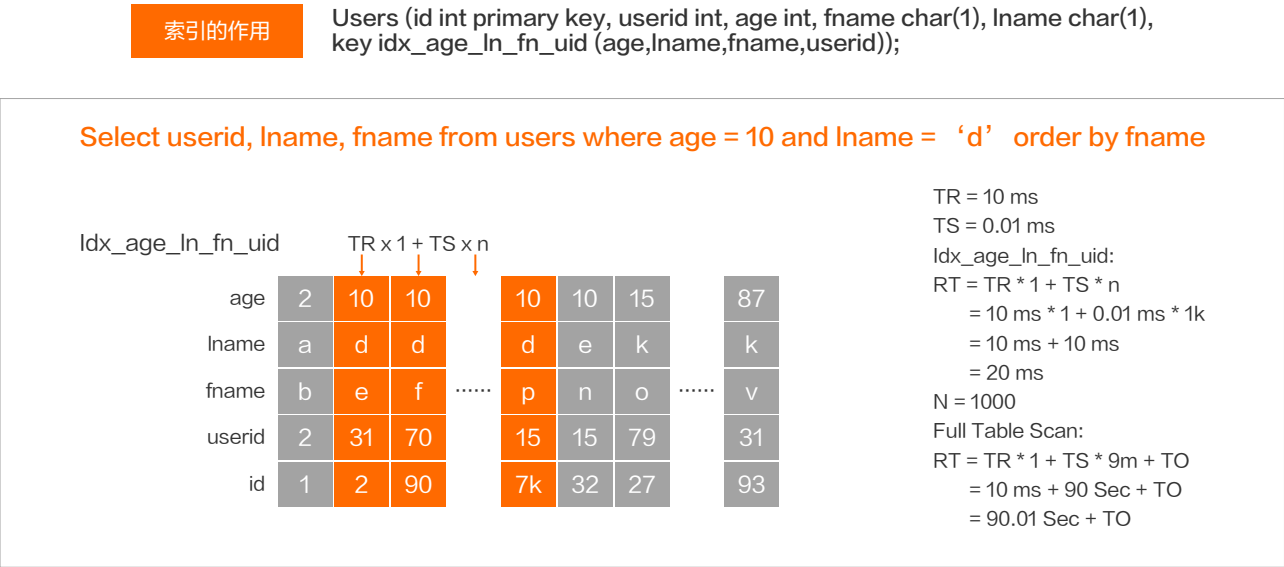 索引的作用
Users (id int primary key, userid int, age int, fname char(1), lname char(1),
key idx_age_ln_fn_uid (age,lname,fname,userid));
Select userid, lname, fname from users where age = 10 and lname = ‘d’ order by fname
Idx_age_ln_fn_uid
TR x 1 + TS x n
age 2 10 10 10 10 15 87
lname a d d d e k k
fname b e f ...... p n o ...... v
userid 2 31 70 15 15 79 31
id 1 2 90 7k 32 27 93
TR = 10 ms
TS = 0.01 ms
Idx_age_ln_fn_uid:
RT = TR * 1 + TS * n
= 10 ms * 1 + 0.01 ms * 1k
= 10 ms + 10 ms
= 20 ms
N = 1000
Full Table Scan:
RT = TR * 1 + TS * 9m + TO
= 10 ms + 90 Sec + TO
= 90.01 Sec + TO